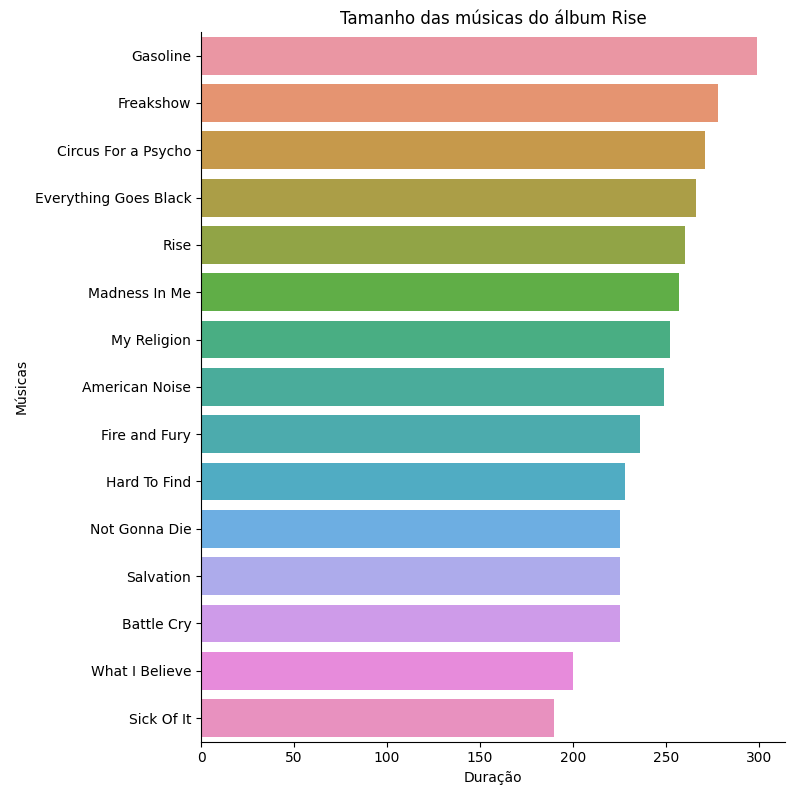 Tamanho das músicas do álbum Rise
Músicas
Gasoline
Freakshow
Circus For a Psycho
Everything Goes Black
Rise
Madness In Me
My Religion
American Noise
Fire and Fury
Hard To Find
Not Gonna Die
Salvation
Battle Cry
What I Believe
Sick Of It
0 50 100 150 200 250 300
Duração